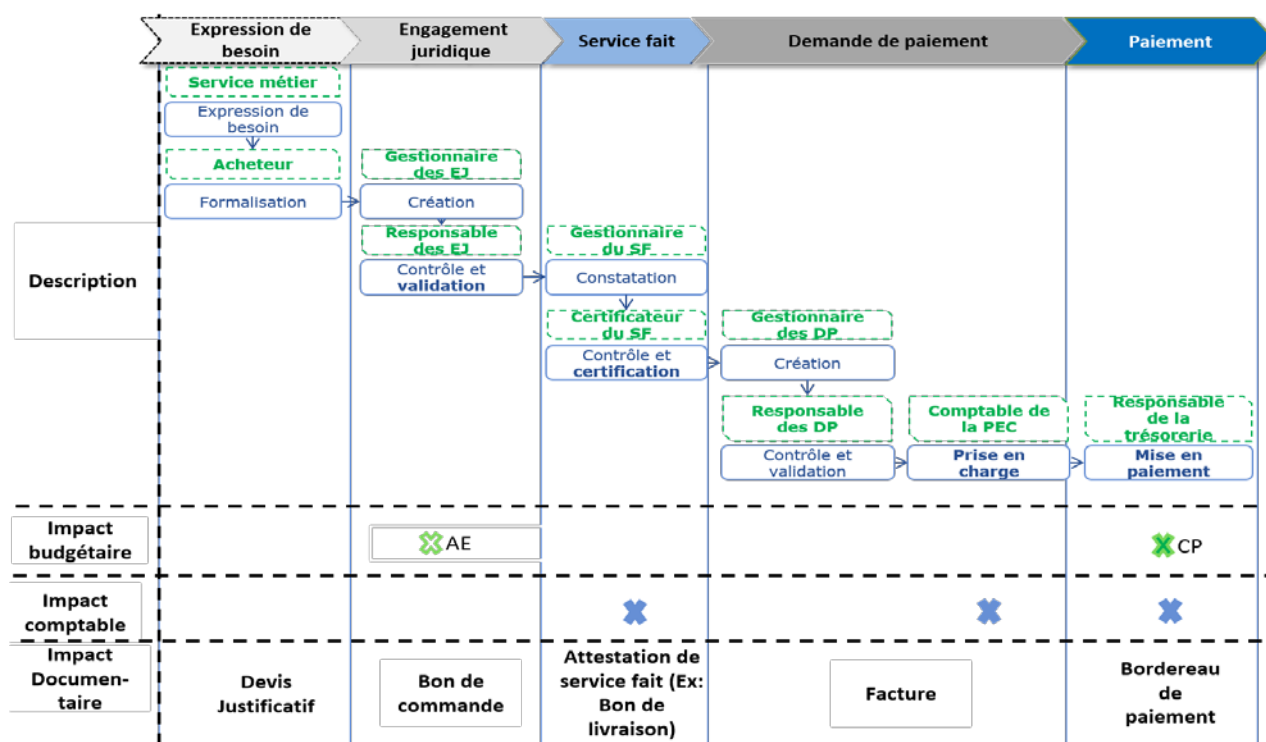 Expression de
besoin
Engagement
juridique
Service fait
Demande de paiement
Paiement
Service métier
Expression de
besoin
Acheteur
Formalisation
Gestionnaire
des EJ
Création
Responsable
des EJ
Contrôle et
validation
Gestionnaire
du SF
Constatation
Certificateur
du SF
Contrôle et
certification
Gestionnaire
des DP
Création
Responsable
des DP
Contrôle et
validation
Comptable de
la PEC
Prise en
charge
Responsable
de la
trésorerie
Mise en
paiement
Description
Impact
budgétaire
AE
CP
Impact
comptable
Impact
Documen-
taire
Devis
Justificatif
Bon de
commande
Attestation de
service fait (Ex:
Bon de
livraison)
Facture
Bordereau
de
paiement